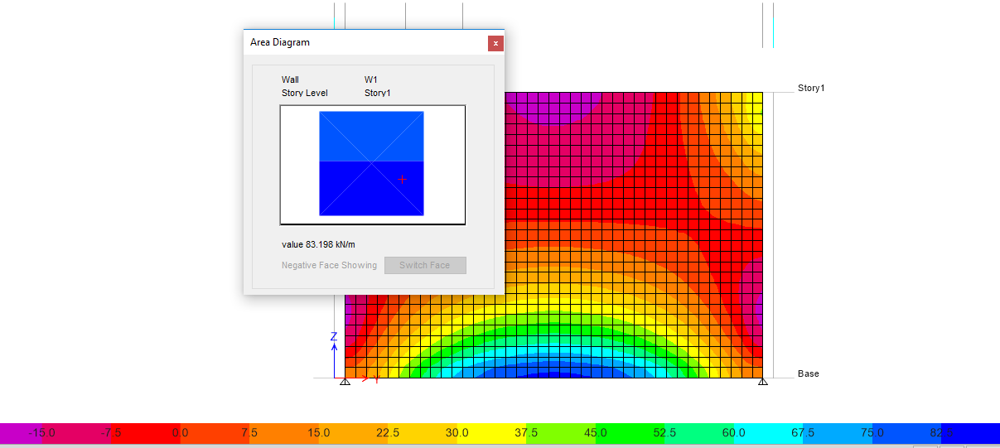 Area Diagram x
Wall W1
Story Level Story1
value 83.198 kN/m
Negative Face Showing Switch Face
Story1
Z
Y
Base
-15.0 -7.5 0.0 7.5 15.0 22.5 30.0 37.5 45.0 52.5 60.0 67.5 75.0 82.5